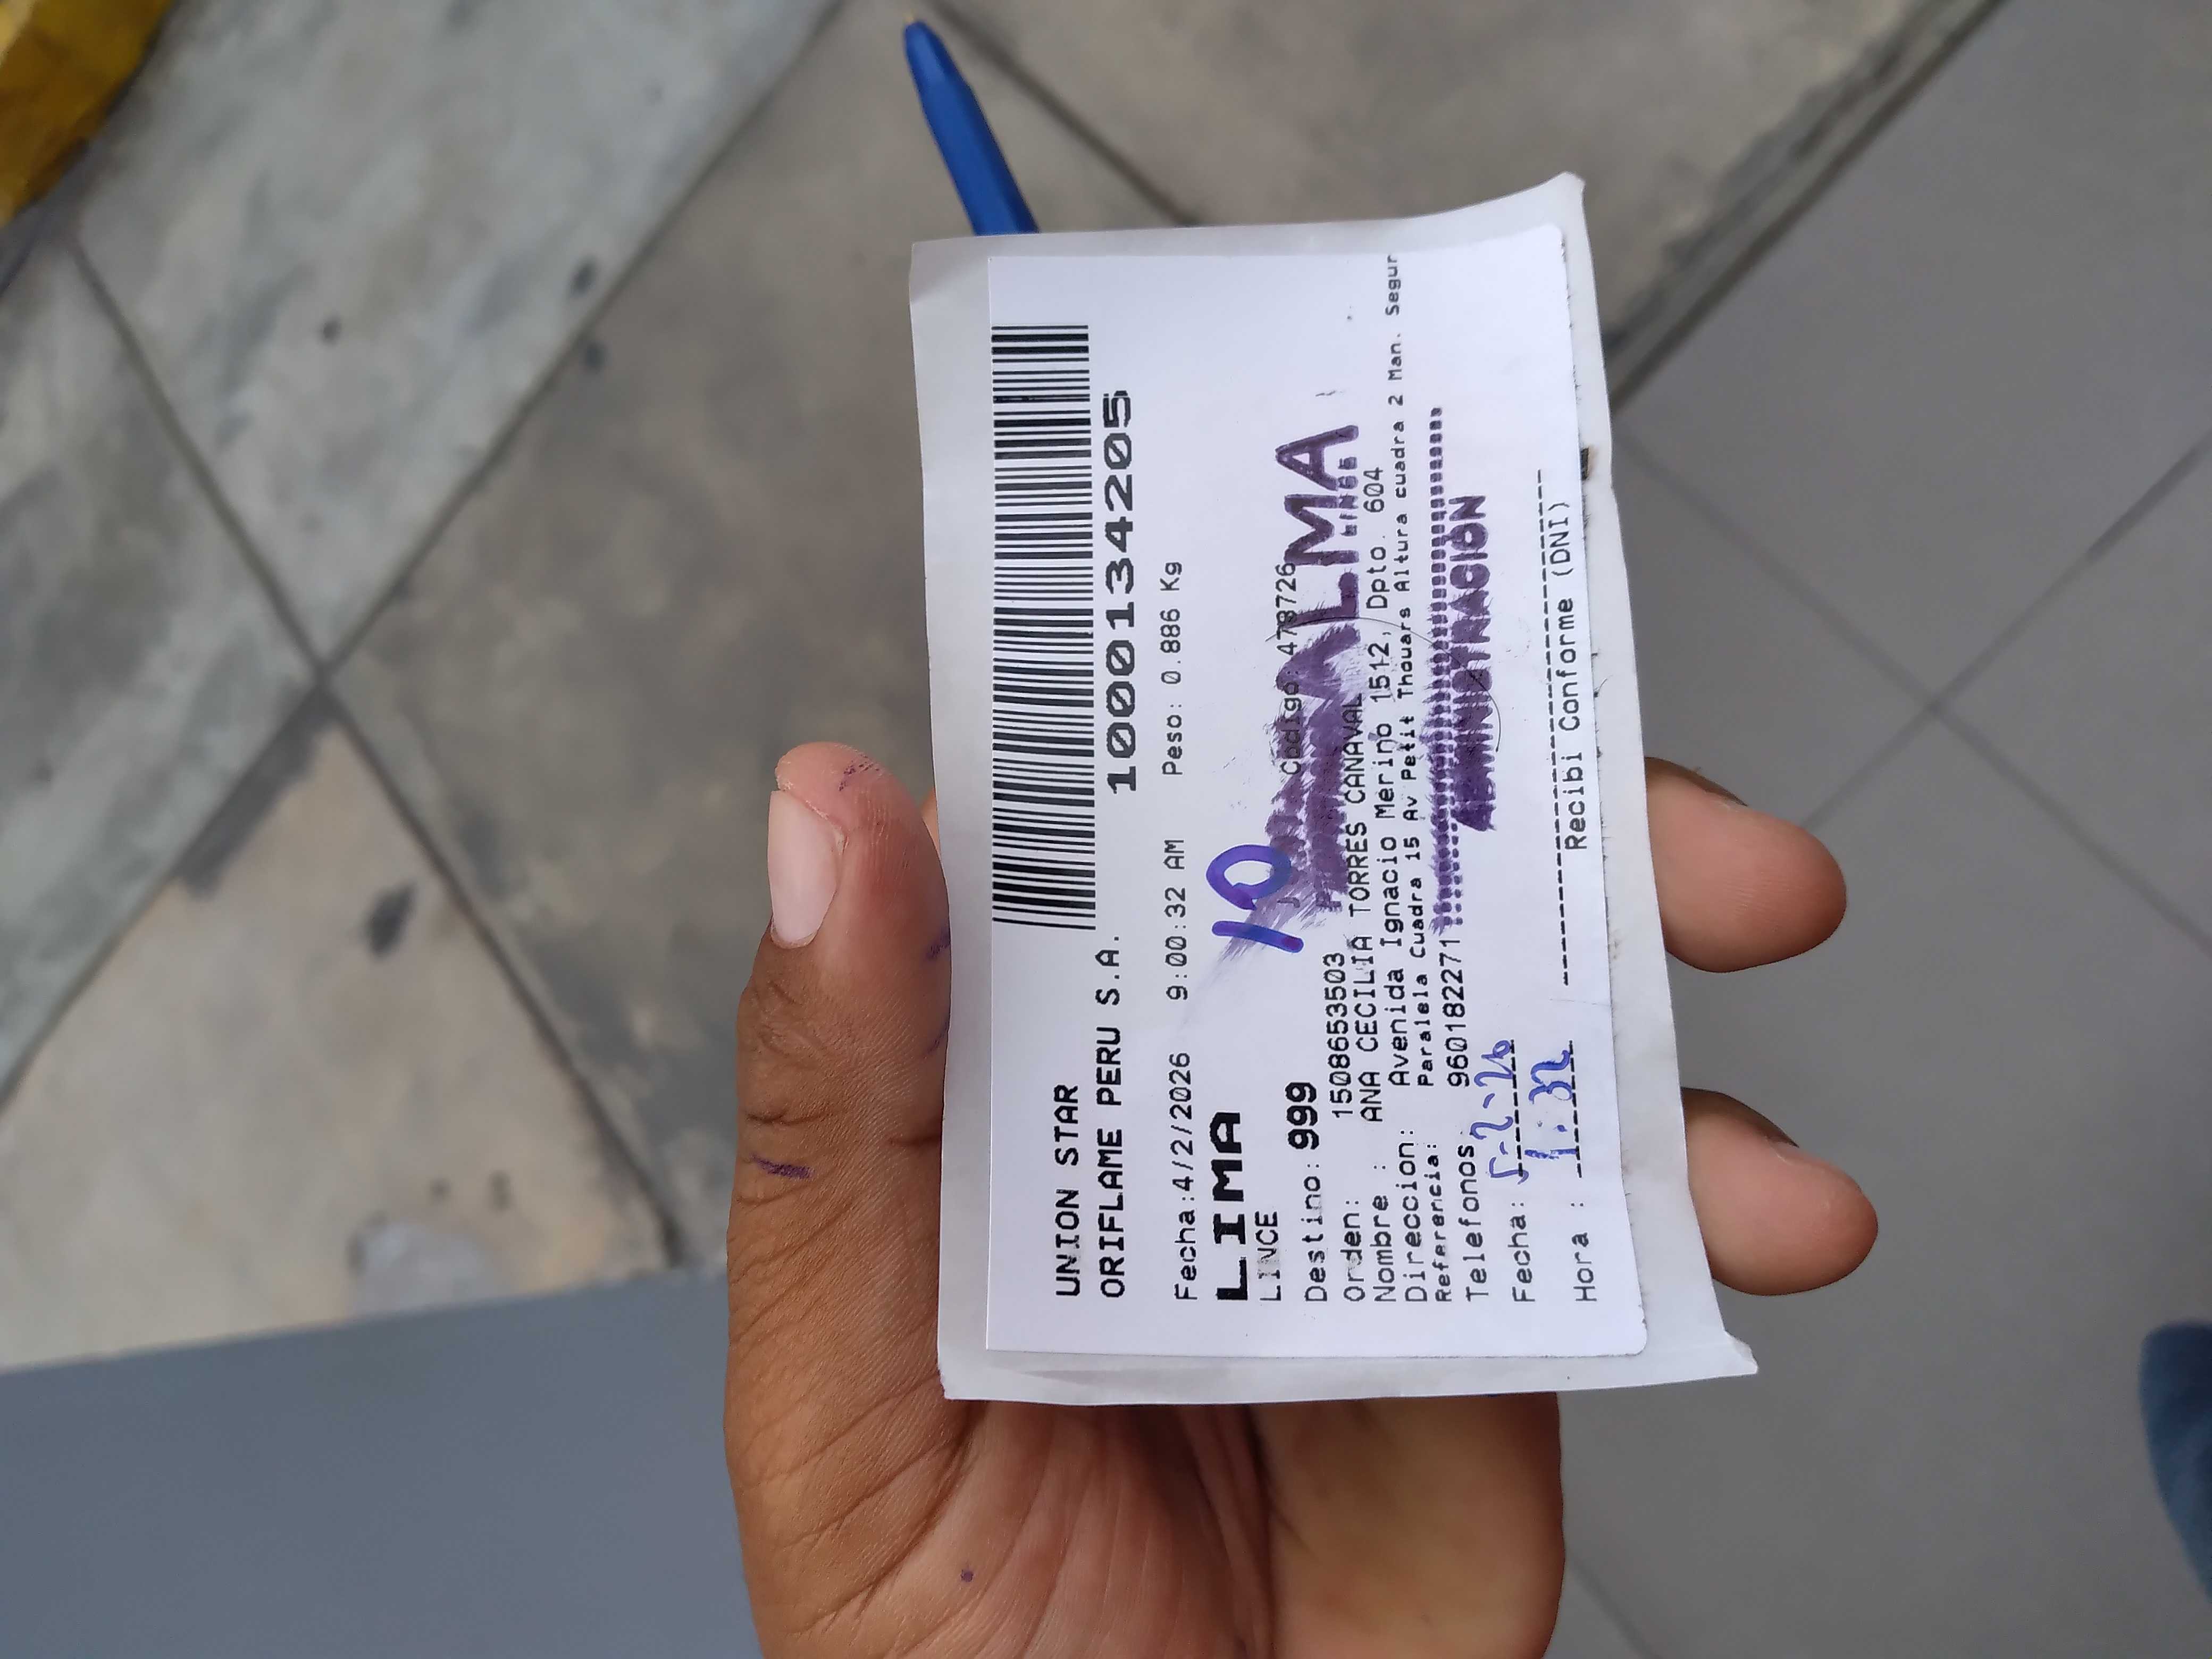 UNION STAR
ORIFLAME PERU S.A.
1000134205
Fecha:4/2/2026 9:00:32 AM Peso: 0.886 Kg
LIMA
LINCE
10
Destino: 999 Codigo: 478726
ALMA
Orden: 1508653503 LINCE
Nombre : ANA CECILIA TORRES CANAVAL
Direccion: Avenida Ignacio Merino 1512, Dpto. 604
Referencia: Paralela Cuadra 15 Av Petit Thouars Altura cuadra 2 Man. Segur
Telefonos: 960182271
ADMINISTRACIÓN
Fecha: 5-2-26
Hora : 1:32
Recibi Conforme (DNI)